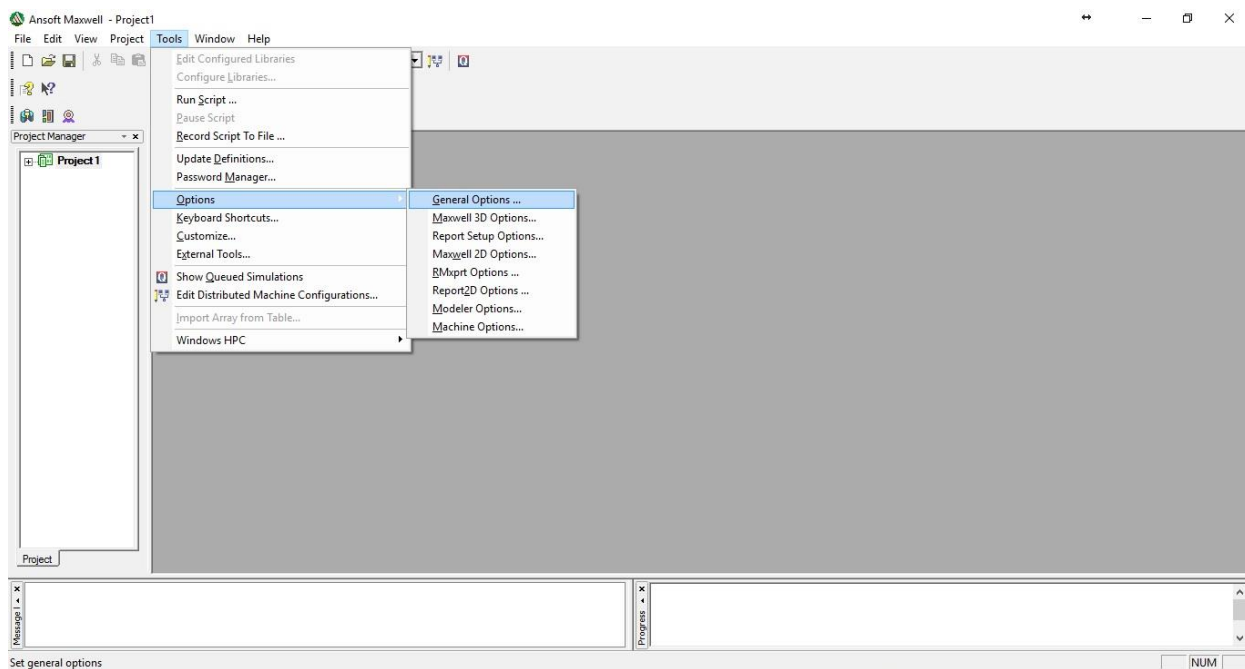 Ansoft Maxwell - Project1
File Edit View Project Tools Window Help
Edit Configured Libraries
Configure Libraries...
Run Script ...
Pause Script
Record Script To File ...
Update Definitions...
Password Manager...
Options
Keyboard Shortcuts...
Customize...
External Tools...
Show Queued Simulations
Edit Distributed Machine Configurations...
Import Array from Table...
Windows HPC
General Options ...
Maxwell 3D Options...
Report Setup Options...
Maxwell 2D Options...
RMxprt Options ...
Report2D Options ...
Modeler Options...
Machine Options...
Project Manager
Project1
Project
Message
Progress
Set general options
NUM